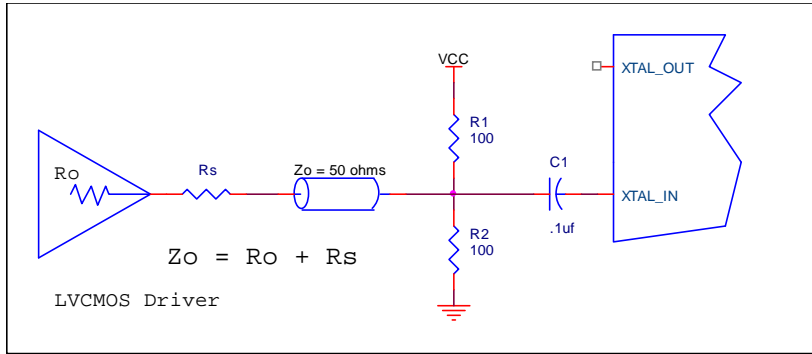 VCC
XTAL_OUT
R1
100
Ro
Rs
Zo = 50 ohms
C1
XTAL_IN
.1uf
R2
100
Zo = Ro + Rs
LVCMOS Driver